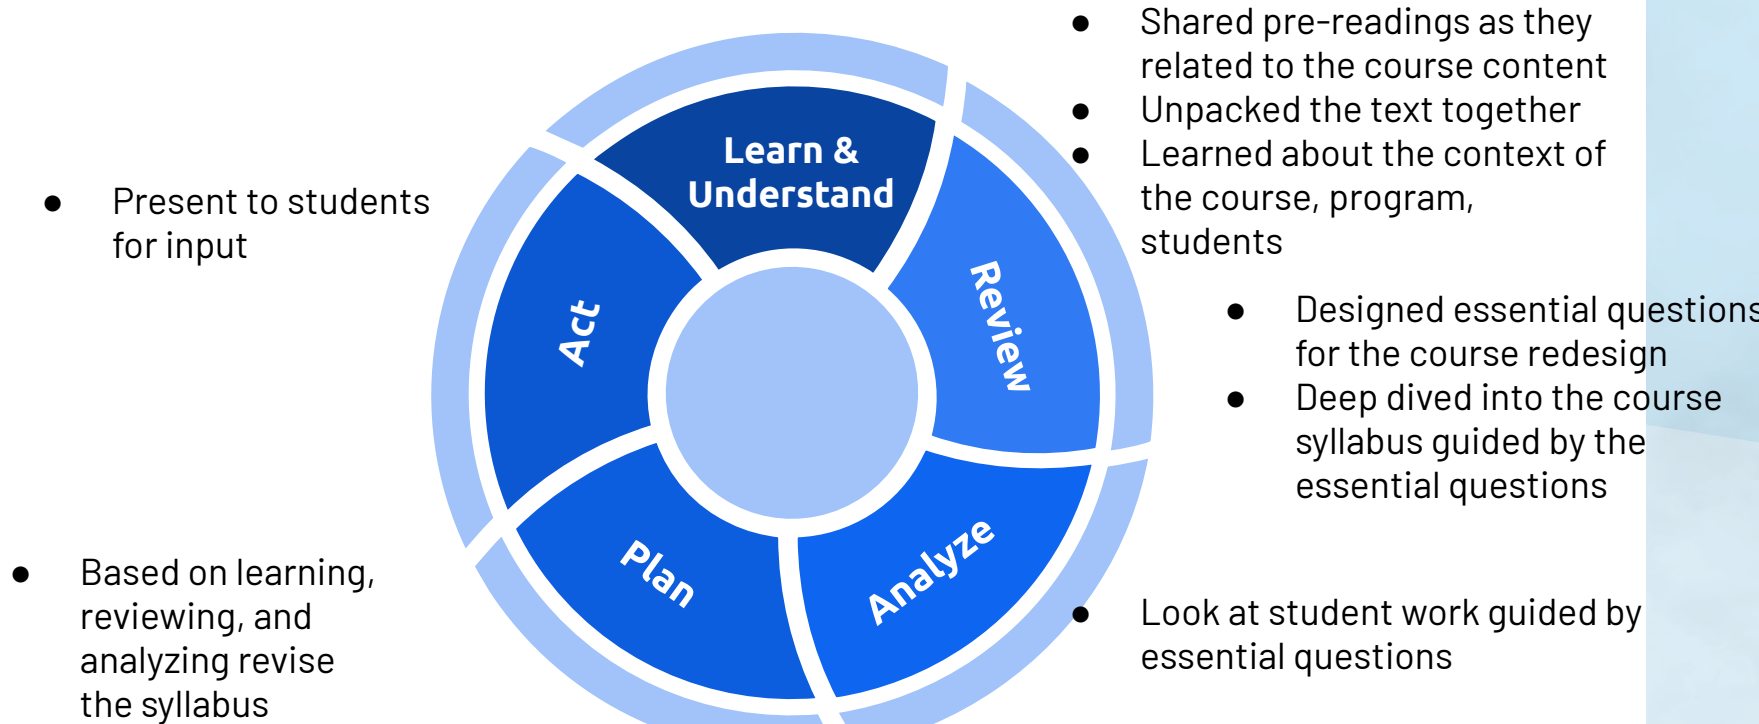 ● Shared pre-readings as they
related to the course content
● Unpacked the text together
● Learned about the context of
the course, program,
students
Learn &
Understand
● Present to students
for input
Review
Act
● Designed essential questions
for the course redesign
● Deep dived into the course
syllabus guided by the
essential questions
Analyze
Plan
● Based on learning,
reviewing, and
analyzing revise
the syllabus
● Look at student work guided by
essential questions